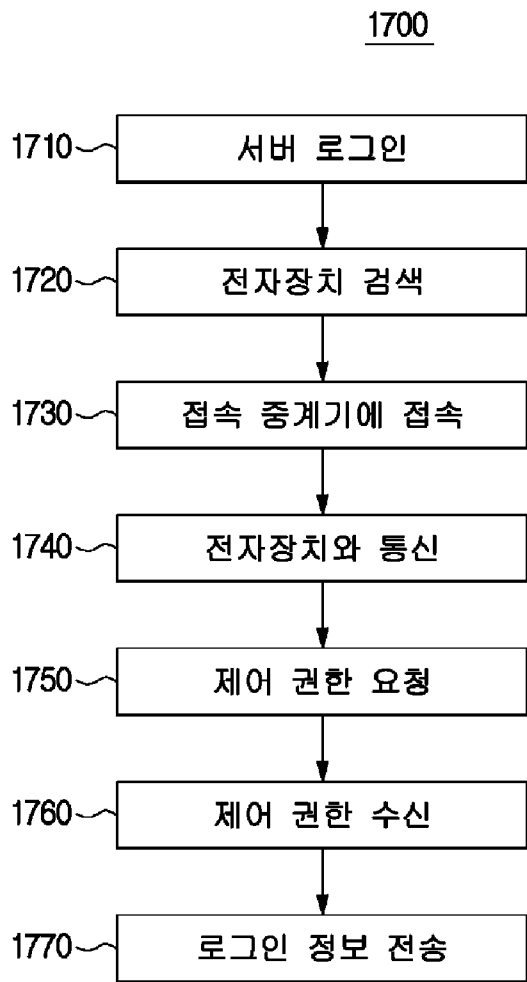 1700
1710 서버 로그인
1720 전자장치 검색
1730 접속 중계기에 접속
1740 전자장치와 통신
1750 제어 권한 요청
1760 제어 권한 수신
1770 로그인 정보 전송